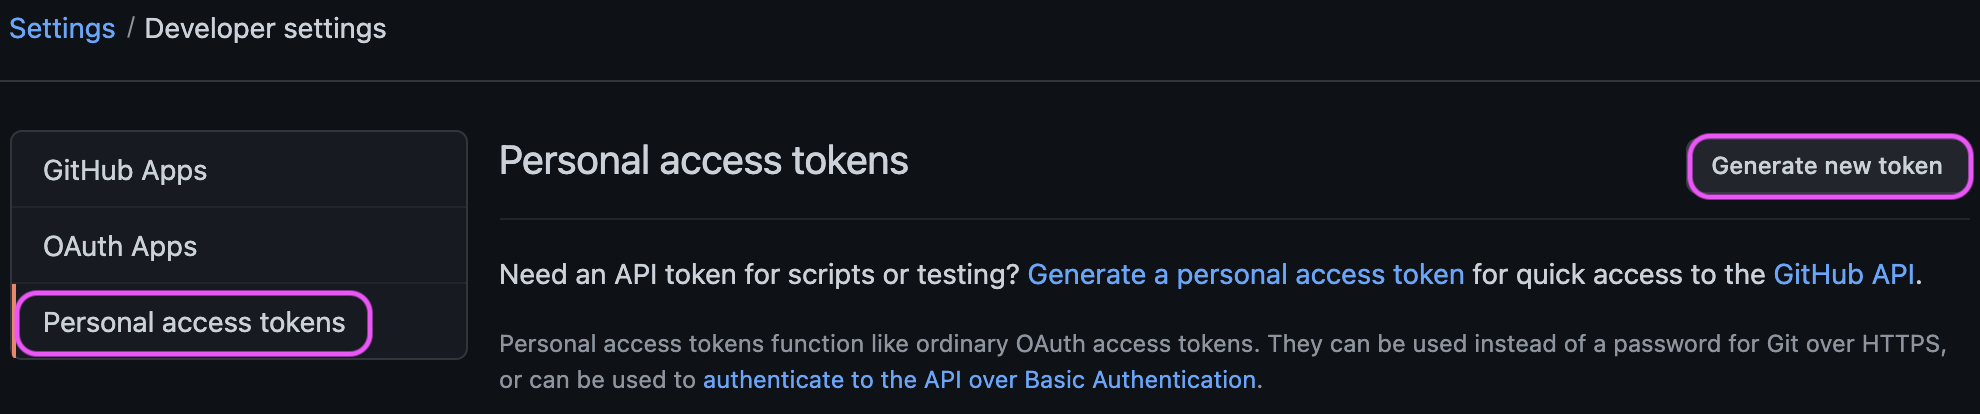 Settings / Developer settings
GitHub Apps
OAuth Apps
Personal access tokens
Personal access tokens
Generate new token
Need an API token for scripts or testing? Generate a personal access token for quick access to the GitHub API.
Personal access tokens function like ordinary OAuth access tokens. They can be used instead of a password for Git over HTTPS,
or can be used to authenticate to the API over Basic Authentication.